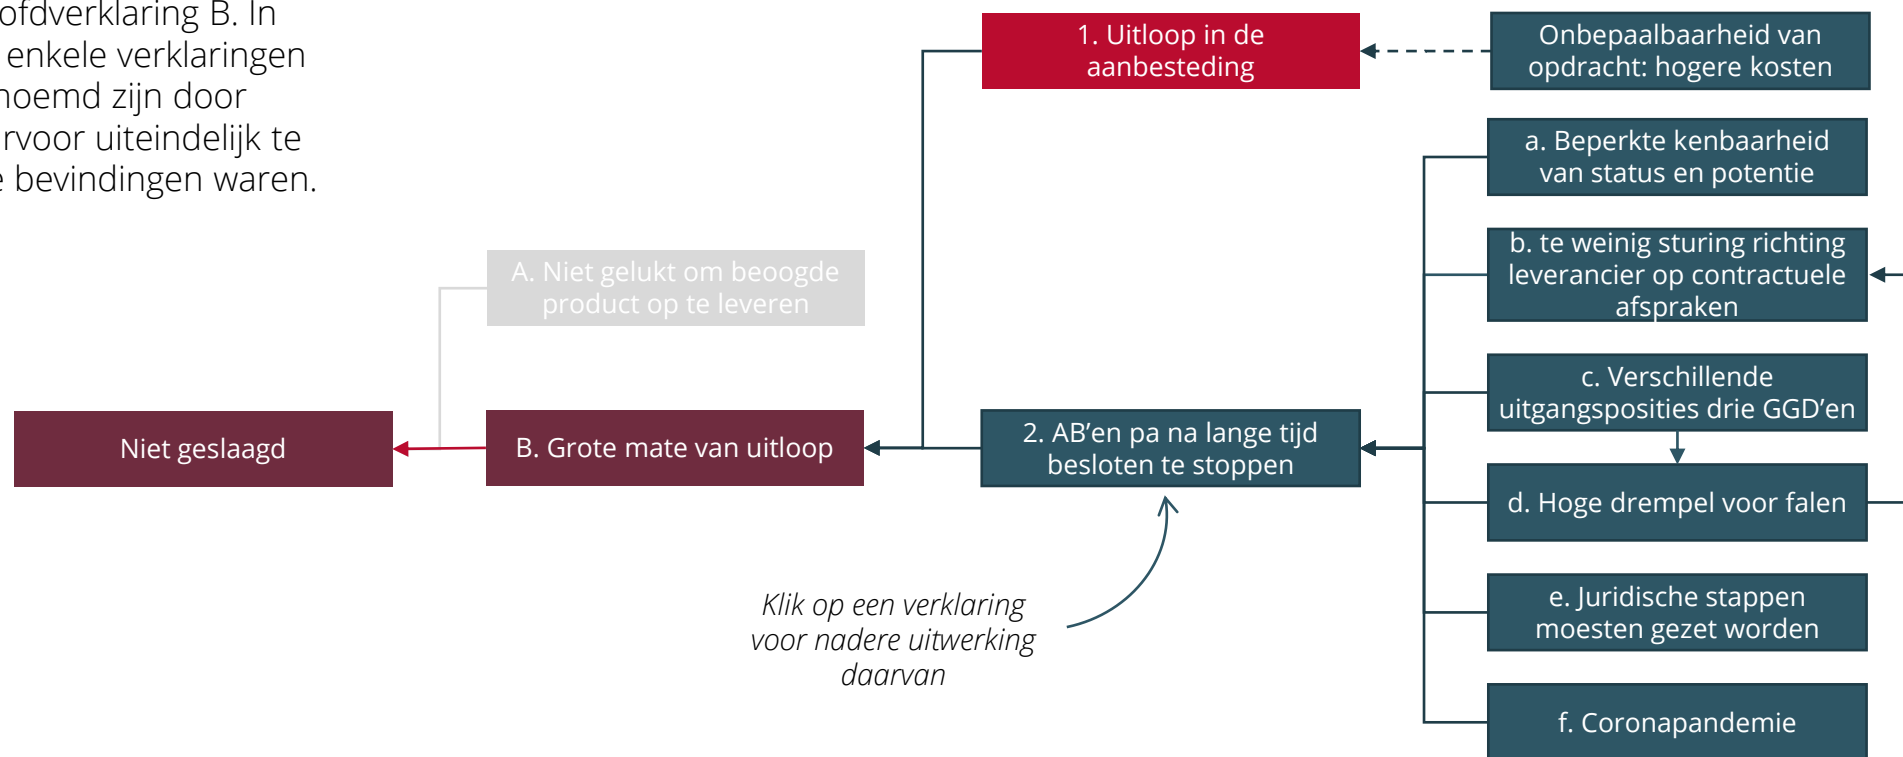 ofdverklaring B. In
enkele verklaringen
noemd zijn door
rvoor uiteindelijk te
e bevindingen waren.
1. Uitloop in de
aanbesteding
Onbepaalbaarheid van
opdracht: hogere kosten
a. Beperkte kenbaarheid
van status en potentie
b. te weinig sturing richting
leverancier op contractuele
afspraken
A. Niet gelukt om beoogde
product op te leveren
c. Verschillende
uitgangsposities drie GGD’en
Niet geslaagd
B. Grote mate van uitloop
2. AB’en pa na lange tijd
besloten te stoppen
d. Hoge drempel voor falen
Klik op een verklaring
voor nadere uitwerking
daarvan
e. Juridische stappen
moesten gezet worden
f. Coronapandemie